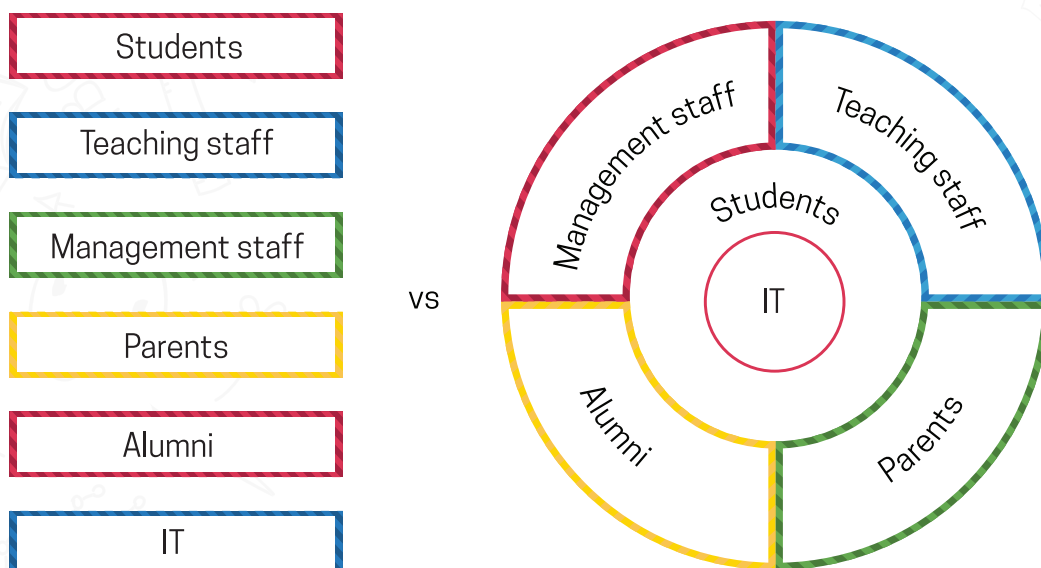 Students
Teaching staff
Management staff
Parents
Alumni
IT
vs
Management staff
Teaching staff
Students
IT
Alumni
Parents